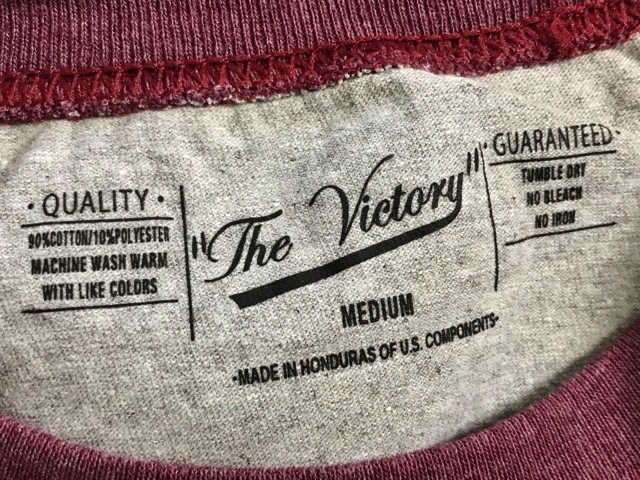 · QUALITY ·
90%COTTON/10%POLYESTER
MACHINE WASH WARM
WITH LIKE COLORS
"The Victory"
MEDIUM
·MADE IN HONDURAS OF U.S. COMPONENTS·
·GUARANTEED·
TUMBLE DRY
NO BLEACH
NO IRON